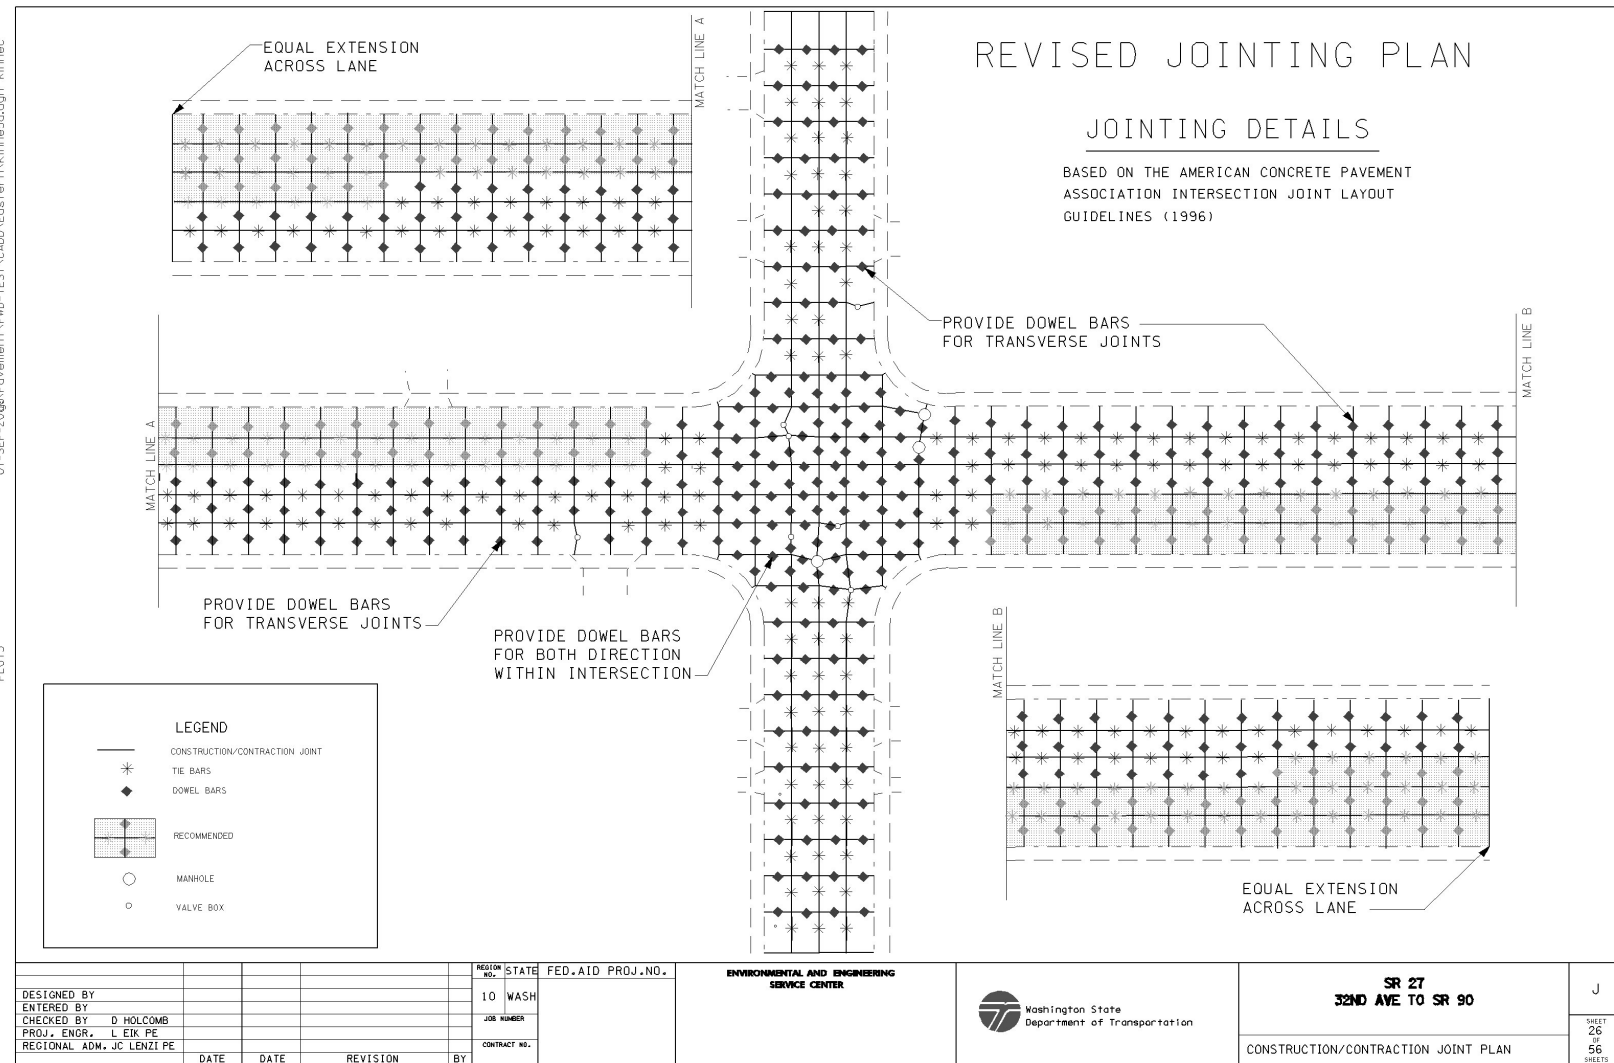 REVISED JOINTING PLAN
JOINTING DETAILS
BASED ON THE AMERICAN CONCRETE PAVEMENT
ASSOCIATION INTERSECTION JOINT LAYOUT
GUIDELINES (1996)
EQUAL EXTENSION
ACROSS LANE
MATCH LINE A
PROVIDE DOWEL BARS
FOR TRANSVERSE JOINTS
MATCH LINE B
MATCH LINE A
PROVIDE DOWEL BARS
FOR TRANSVERSE JOINTS
PROVIDE DOWEL BARS
FOR BOTH DIRECTION
WITHIN INTERSECTION
MATCH LINE B
EQUAL EXTENSION
ACROSS LANE
LEGEND
CONSTRUCTION/CONTRACTION JOINT
TIE BARS
DOWEL BARS
RECOMMENDED
MANHOLE
VALVE BOX
DESIGNED BY
ENTERED BY
CHECKED BY D HOLCOMB
PROJ. ENGR. L EIK PE
REGIONAL ADM. JC LENZI PE
DATE DATE REVISION BY
REGION NO. STATE FED.AID PROJ.NO.
10 WASH
JOB NUMBER
CONTRACT NO.
ENVIRONMENTAL AND ENGINEERING
SERVICE CENTER
Washington State
Department of Transportation
SR 27
32ND AVE TO SR 90
CONSTRUCTION/CONTRACTION JOINT PLAN
J
SHEET
26
OF
56
SHEETS